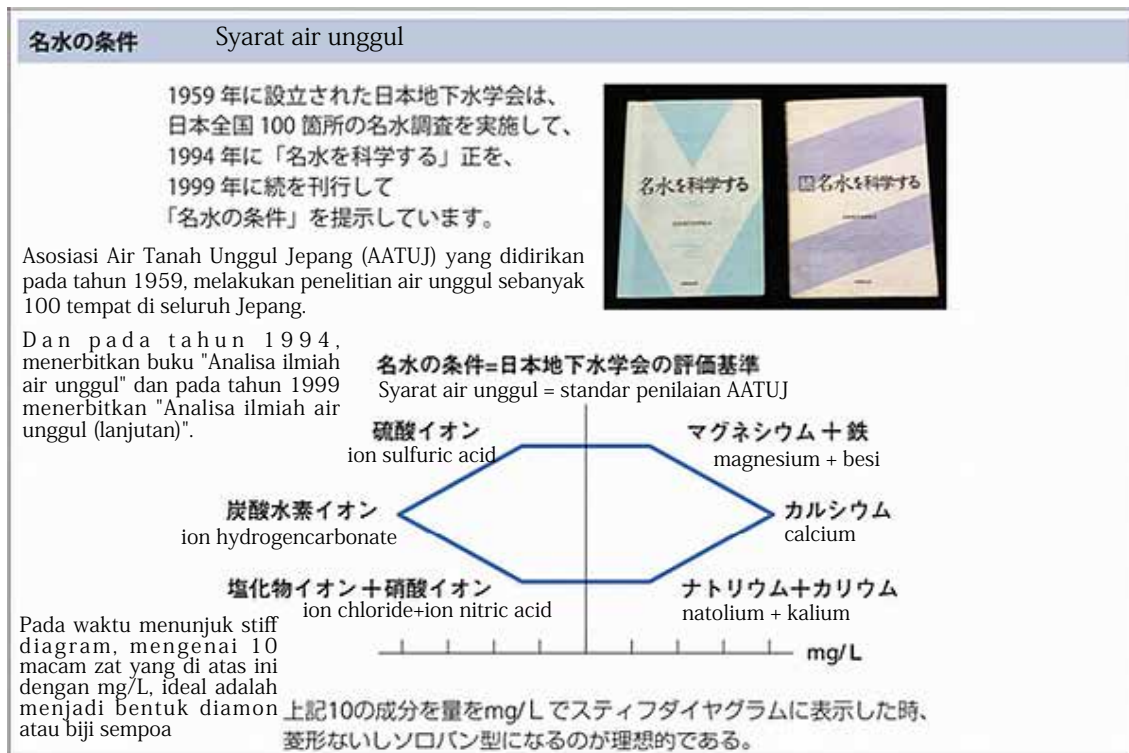 名水の条件 Syarat air unggul
1959 年に設立された日本地下水学会は、
日本全国 100 箇所の名水調査を実施して、
1994 年に「名水を科学する」正を、
1999 年に続を刊行して
「名水の条件」を提示しています。
名水を科学する
名水を科学する
Asosiasi Air Tanah Unggul Jepang (AATUJ) yang didirikan
pada tahun 1959, melakukan penelitian air unggul sebanyak
100 tempat di seluruh Jepang.
Dan pada tahun 1994,
menerbitkan buku "Analisa ilmiah
air unggul" dan pada tahun 1999
menerbitkan "Analisa ilmiah air
unggul (lanjutan)".
名水の条件=日本地下水学会の評価基準
Syarat air unggul = standar penilaian AATUJ
硫酸イオン
ion sulfuric acid
マグネシウム＋鉄
magnesium + besi
炭酸水素イオン
ion hydrogencarbonate
カルシウム
calcium
塩化物イオン＋硝酸イオン
ion chloride+ion nitric acid
ナトリウム＋カリウム
natolium + kalium
mg/L
Pada waktu menunjuk stiff
diagram, mengenai 10
macam zat yang di atas ini
dengan mg/L, ideal adalah
menjadi bentuk diamon
atau biji sempoa
上記10の成分を量をmg/L でスティフダイヤグラムに表示した時、
菱形ないしソロバン型になるのが理想的である。